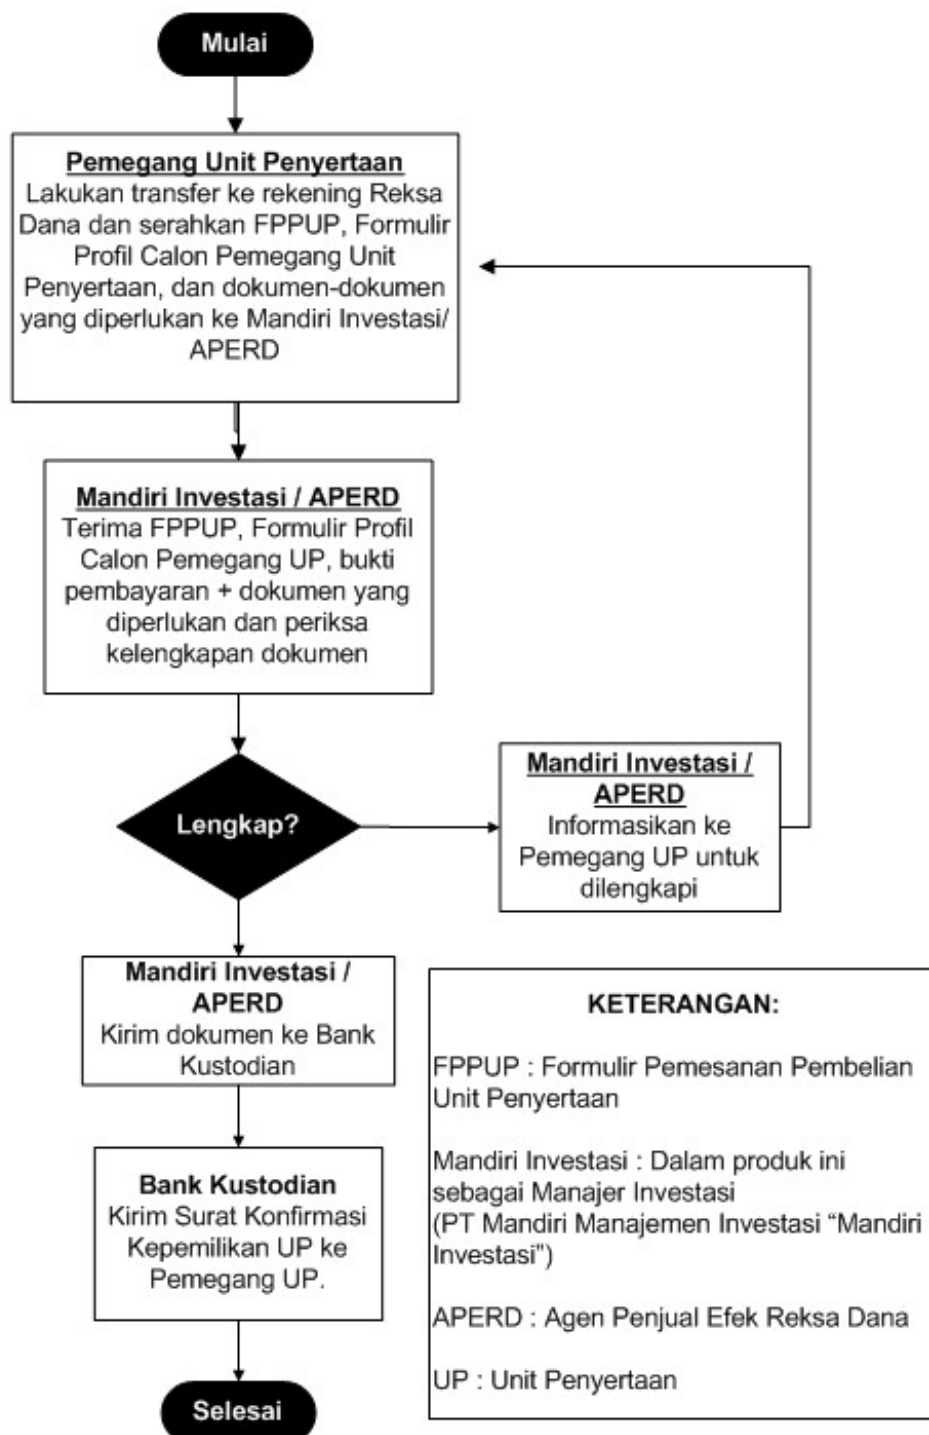 Mulai
Pemegang Unit Penyertaan
Lakukan transfer ke rekening Reksa
Dana dan serahkan FPPUP, Formulir
Profil Calon Pemegang Unit
Penyertaan, dan dokumen-dokumen
yang diperlukan ke Mandiri Investasi/
APERD
Mandiri Investasi / APERD
Terima FPPUP, Formulir Profil
Calon Pemegang UP, bukti
pembayaran + dokumen yang
diperlukan dan periksa
kelengkapan dokumen
Lengkap?
Mandiri Investasi /
APERD
Informasikan ke
Pemegang UP untuk
dilengkapi
Mandiri Investasi /
APERD
Kirim dokumen ke Bank
Kustodian
Bank Kustodian
Kirim Surat Konfirmasi
Kepemilikan UP ke
Pemegang UP.
Selesai
KETERANGAN:
FPPUP : Formulir Pemesanan Pembelian
Unit Penyertaan
Mandiri Investasi : Dalam produk ini
sebagai Manajer Investasi
(PT Mandiri Manajemen Investasi “Mandiri
Investasi”)
APERD : Agen Penjual Efek Reksa Dana
UP : Unit Penyertaan